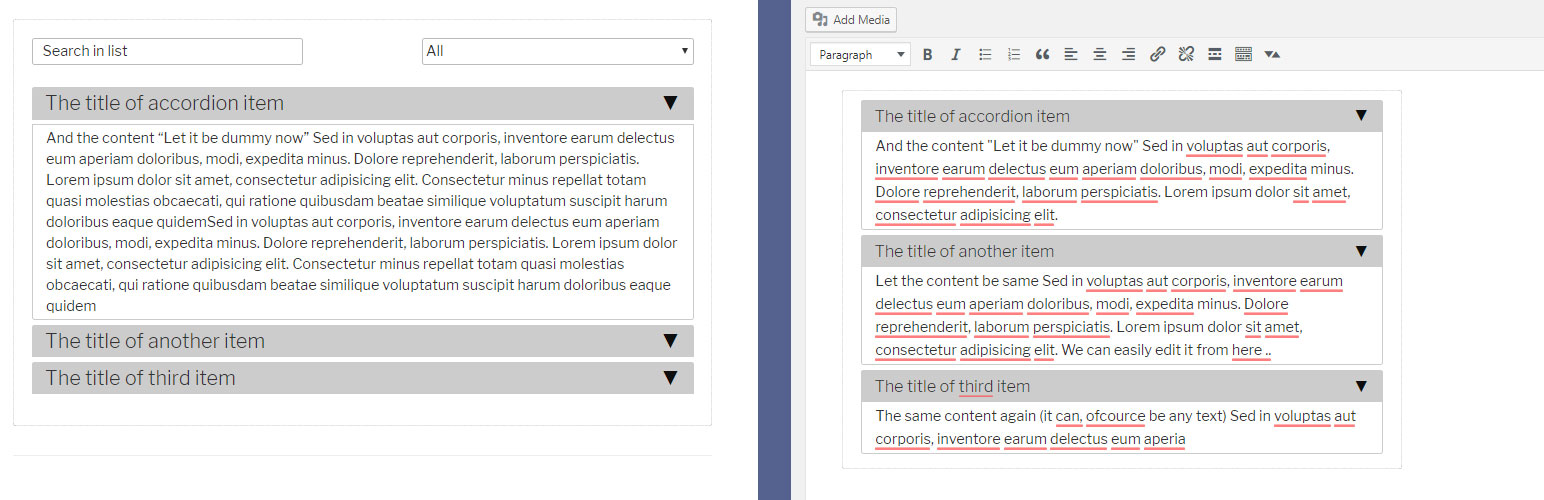 Search in list
All
The title of accordion item
And the content “Let it be dummy now” Sed in voluptas aut corporis, inventore earum delectus
eum aperiam doloribus, modi, expedita minus. Dolore reprehenderit, laborum perspiciatis.
Lorem ipsum dolor sit amet, consectetur adipisicing elit. Consectetur minus repellat totam
quasi molestias obcaecati, qui ratione quibusdam beatae similique voluptatum suscipit harum
doloribus eaque quidemSed in voluptas aut corporis, inventore earum delectus eum aperiam
doloribus, modi, expedita minus. Dolore reprehenderit, laborum perspiciatis. Lorem ipsum dolor
sit amet, consectetur adipisicing elit. Consectetur minus repellat totam quasi molestias
obcaecati, qui ratione quibusdam beatae similique voluptatum suscipit harum doloribus eaque
quidem
The title of another item
The title of third item
Add Media
Paragraph
B I
The title of accordion item
And the content "Let it be dummy now" Sed in voluptas aut corporis,
inventore earum delectus eum aperiam doloribus, modi, expedita minus.
Dolore reprehenderit, laborum perspiciatis. Lorem ipsum dolor sit amet,
consectetur adipisicing elit.
The title of another item
Let the content be same Sed in voluptas aut corporis, inventore earum
delectus eum aperiam doloribus, modi, expedita minus. Dolore
reprehenderit, laborum perspiciatis. Lorem ipsum dolor sit amet,
consectetur adipisicing elit. We can easily edit it from here ..
The title of third item
The same content again (it can, ofcource be any text) Sed in voluptas aut
corporis, inventore earum delectus eum aperia